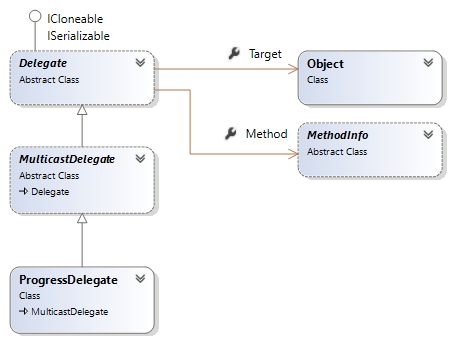 ICloneable
ISerializable
Delegate
Abstract Class
Target
Object
Class
Method
MethodInfo
Abstract Class
MulticastDelegate
Abstract Class
Delegate
ProgressDelegate
Class
MulticastDelegate